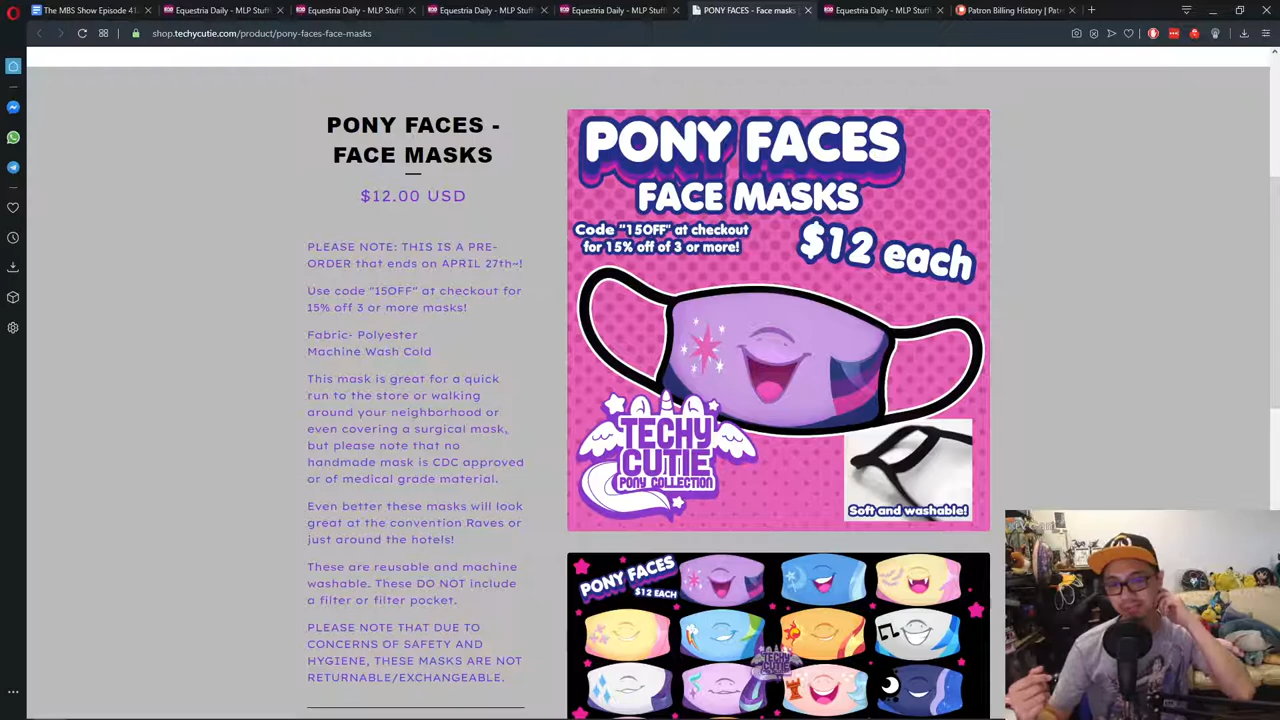 The MBS Show Episode 41
Equestria Daily - MLP Stuff
Equestria Daily - MLP Stuff
Equestria Daily - MLP Stuff
Equestria Daily - MLP Stuff
PONY FACES - Face masks
Equestria Daily - MLP Stuff
Patron Billing History | Pat
shop.techycutie.com/product/pony-faces-face-masks
PONY FACES -
FACE MASKS
$12.00 USD
PLEASE NOTE: THIS IS A PRE-
ORDER that ends on APRIL 27th~!
Use code "15OFF" at checkout for
15% off 3 or more masks!
Fabric- Polyester
Machine Wash Cold
This mask is great for a quick
run to the store or walking
around your neighborhood or
even covering a surgical mask,
but please note that no
handmade mask is CDC approved
or of medical grade material.
Even better these masks will look
great at the convention Raves or
just around the hotels!
These are reusable and machine
washable. These DO NOT include
a filter or filter pocket.
PLEASE NOTE THAT DUE TO
CONCERNS OF SAFETY AND
HYGIENE, THESE MASKS ARE NOT
RETURNABLE/EXCHANGEABLE.
PONY FACES
FACE MASKS
Code "15OFF" at checkout
for 15% off of 3 or more!
$12 each
TECHY
CUTIE
PONY COLLECTION
Soft and washable!
PONY FACES
$12 EACH
TECHY
CUTIE